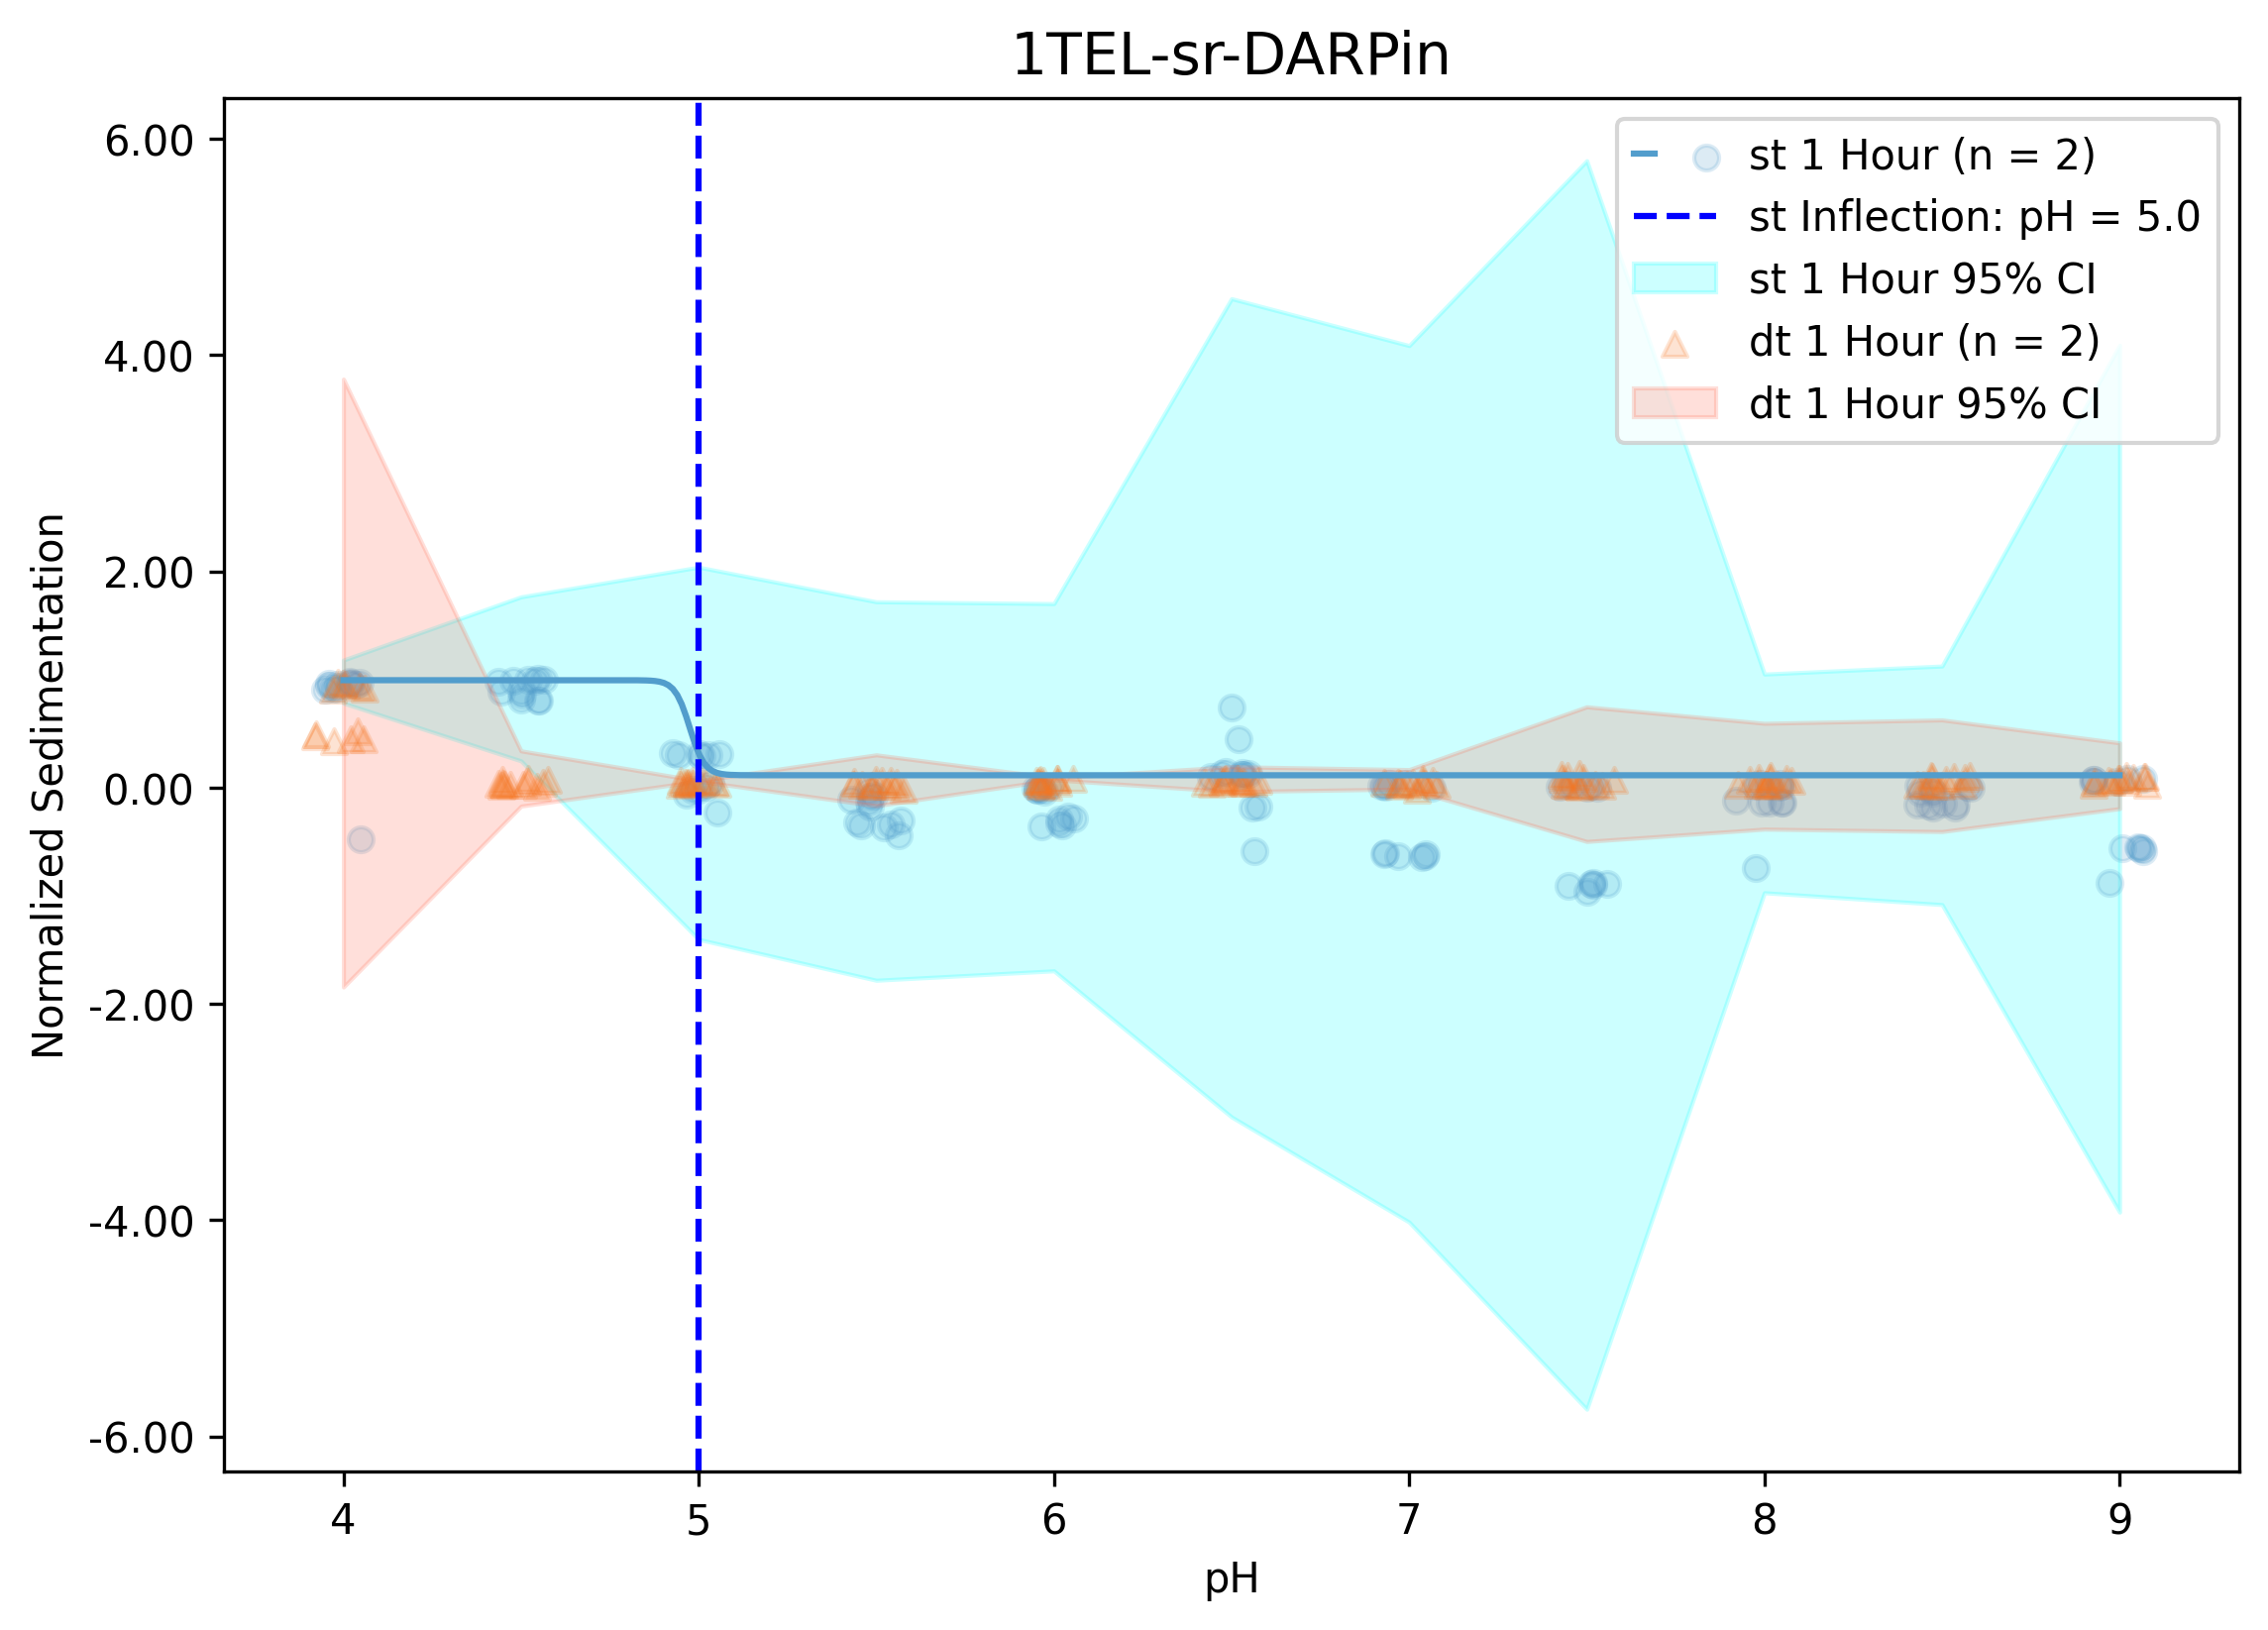 1TEL-sr-DARPin
6.00
4.00
2.00
0.00
-2.00
-4.00
-6.00
Normalized Sedimentation
st 1 Hour (n = 2)
st Inflection: pH = 5.0
st 1 Hour 95% CI
dt 1 Hour (n = 2)
dt 1 Hour 95% CI
4 5 6 7 8 9
pH